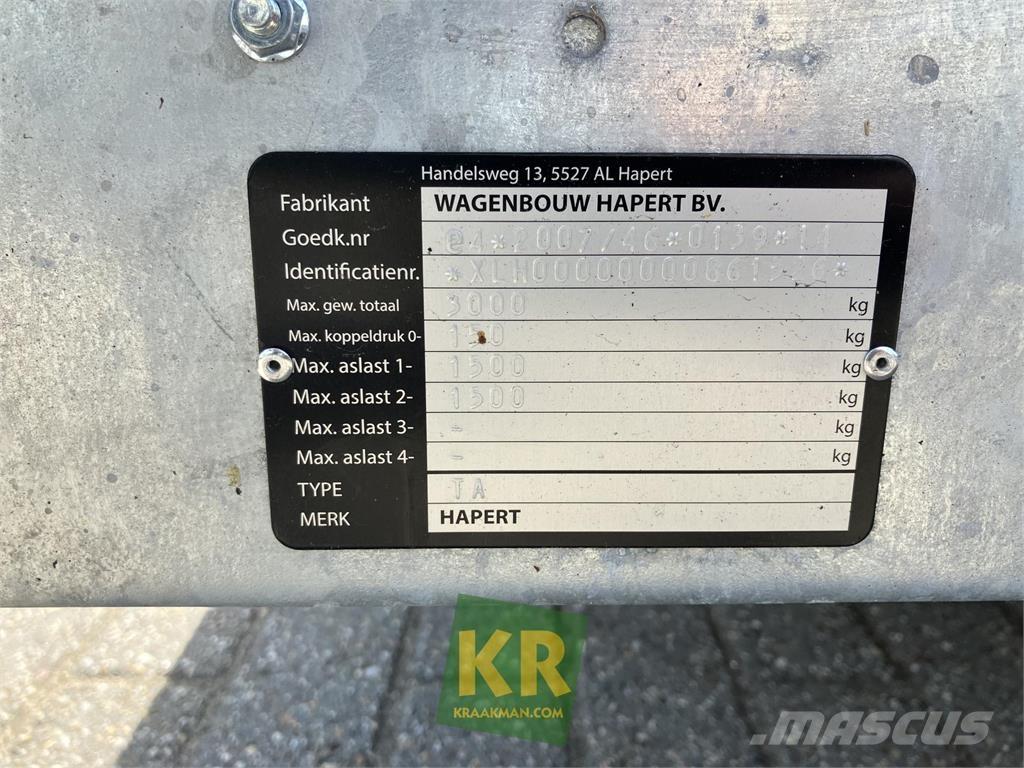 Handelsweg 13, 5527 AL Hapert
Fabrikant WAGENBOUW HAPERT BV.
Goedk.nr e4*2007/46*0139*14
Identificatienr.
Max. gew. totaal 3000 kg
Max. koppeldruk 0- 150 kg
Max. aslast 1- 1500 kg
Max. aslast 2- 1500 kg
Max. aslast 3- - kg
Max. aslast 4- - kg
TYPE TA
MERK HAPERT
KR
KRAAKMAN.COM
MASCUS